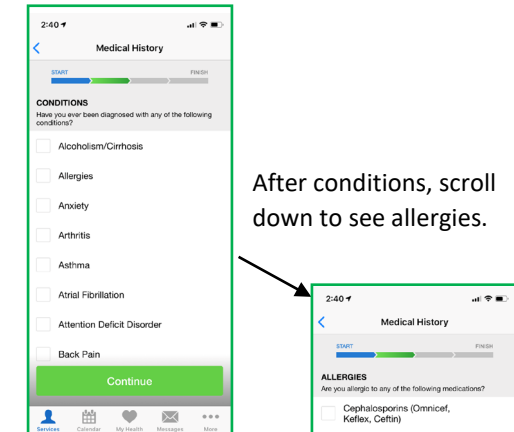 2:40
Medical History
START FINISH
CONDITIONS
Have you ever been diagnosed with any of the following
conditions?
Alcoholism/Cirrhosis
Allergies
Anxiety
Arthritis
Asthma
Atrial Fibrillation
Attention Deficit Disorder
Back Pain
Continue
Services Calendar My Health Messages More
After conditions, scroll
down to see allergies.
2:40
Medical History
START FINISH
ALLERGIES
Are you allergic to any of the following medications?
Cephalosporins (Omnicef,
Keflex, Ceftin)